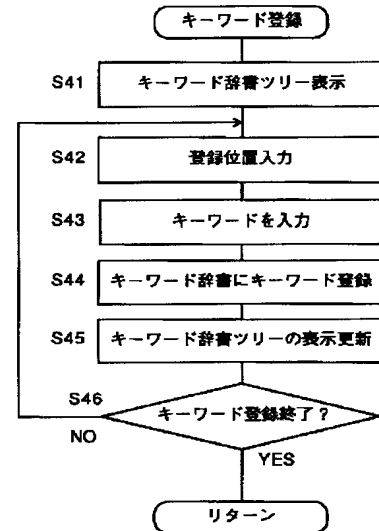 キーワード登録
S41
キーワード辞書ツリー表示
S42
登録位置入力
S43
キーワードを入力
S44
キーワード辞書にキーワード登録
S45
キーワード辞書ツリーの表示更新
S46
キーワード登録終了？
NO
YES
リターン